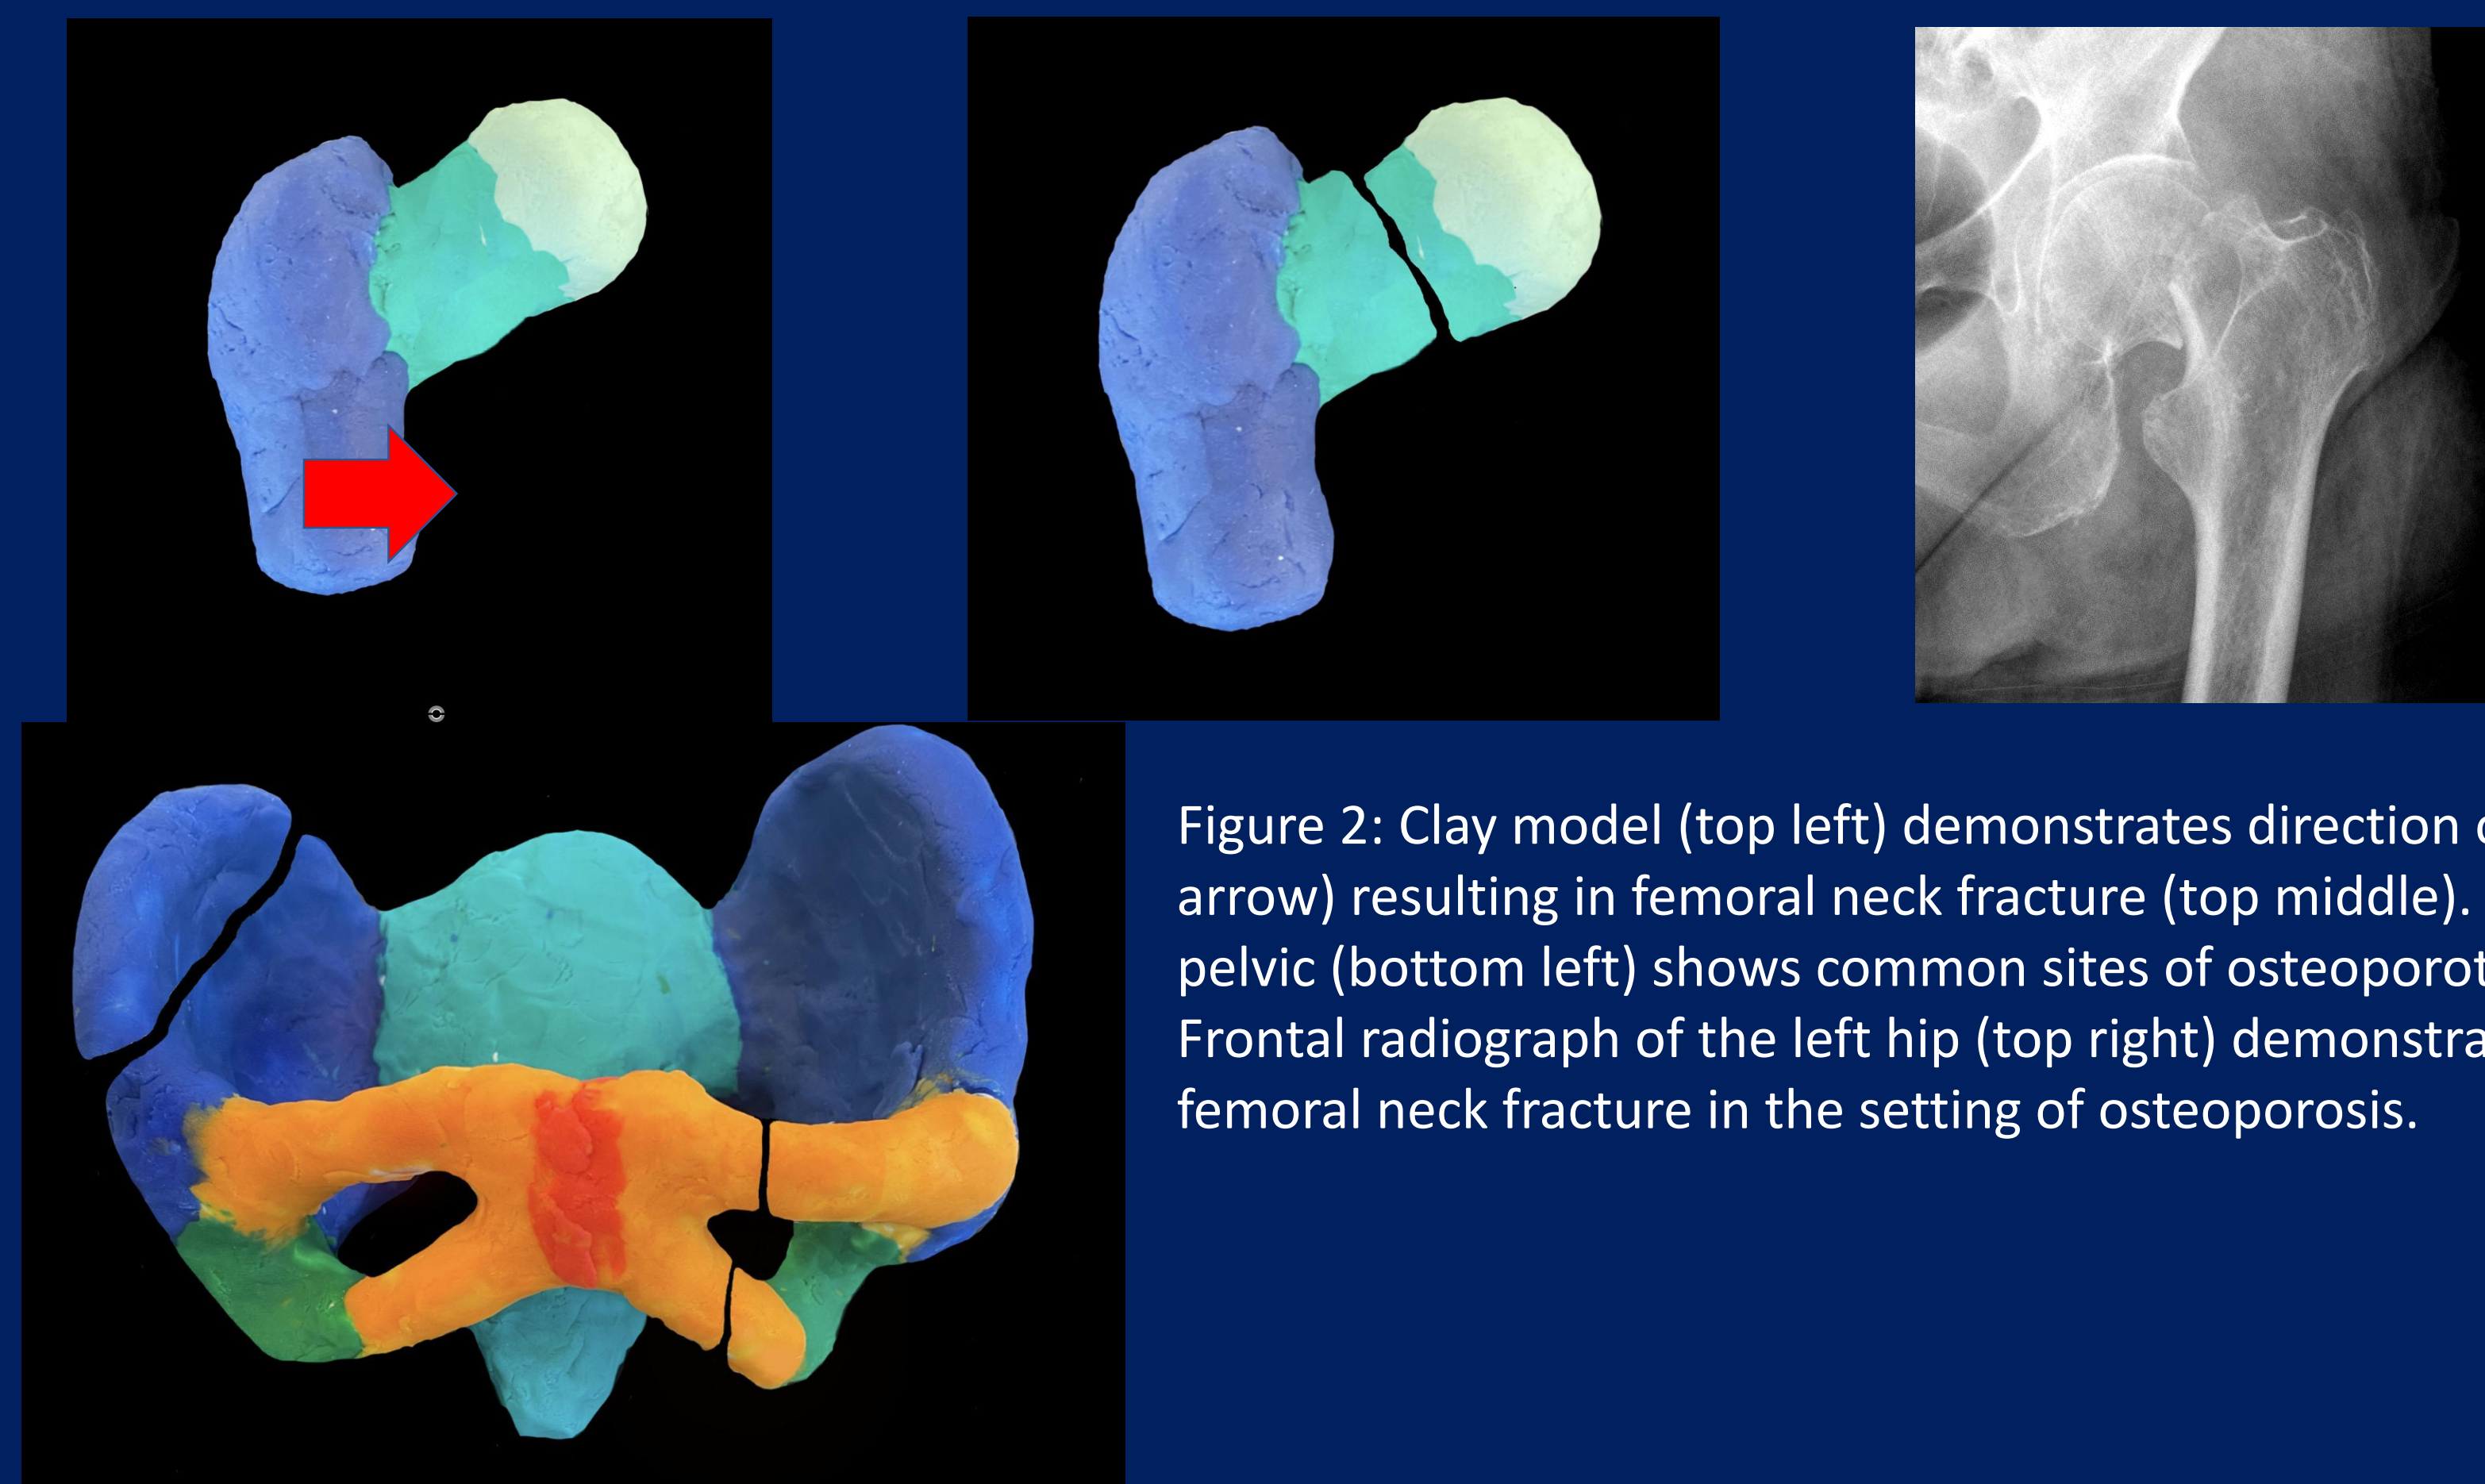 Figure 2: Clay model (top left) demonstrates direction
arrow) resulting in femoral neck fracture (top middle).
pelvic (bottom left) shows common sites of
Frontal radiograph of the left hip (top right)
femoral neck fracture in the setting of osteoporosis.